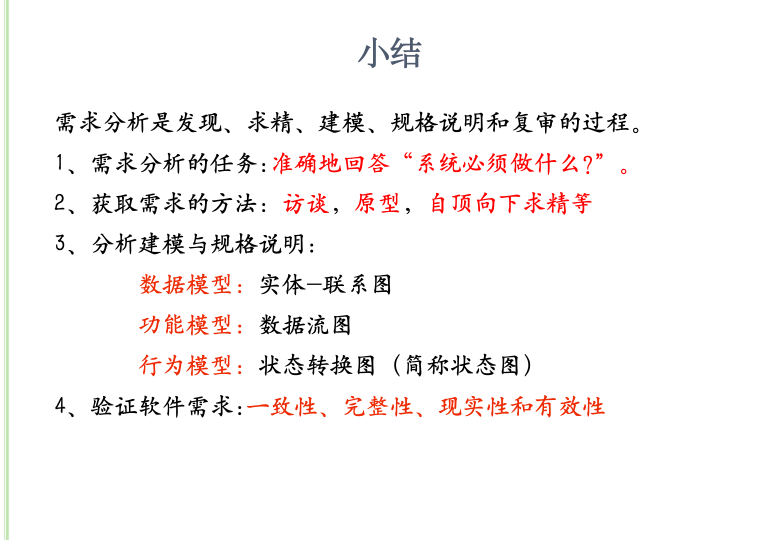 小结
需求分析是发现、求精、建模、规格说明和复审的过程。
1、需求分析的任务:准确地回答“系统必须做什么?”。
2、获取需求的方法：访谈，原型，自顶向下求精等
3、分析建模与规格说明：
数据模型：实体—联系图
功能模型：数据流图
行为模型：状态转换图（简称状态图）
4、验证软件需求:一致性、完整性、现实性和有效性